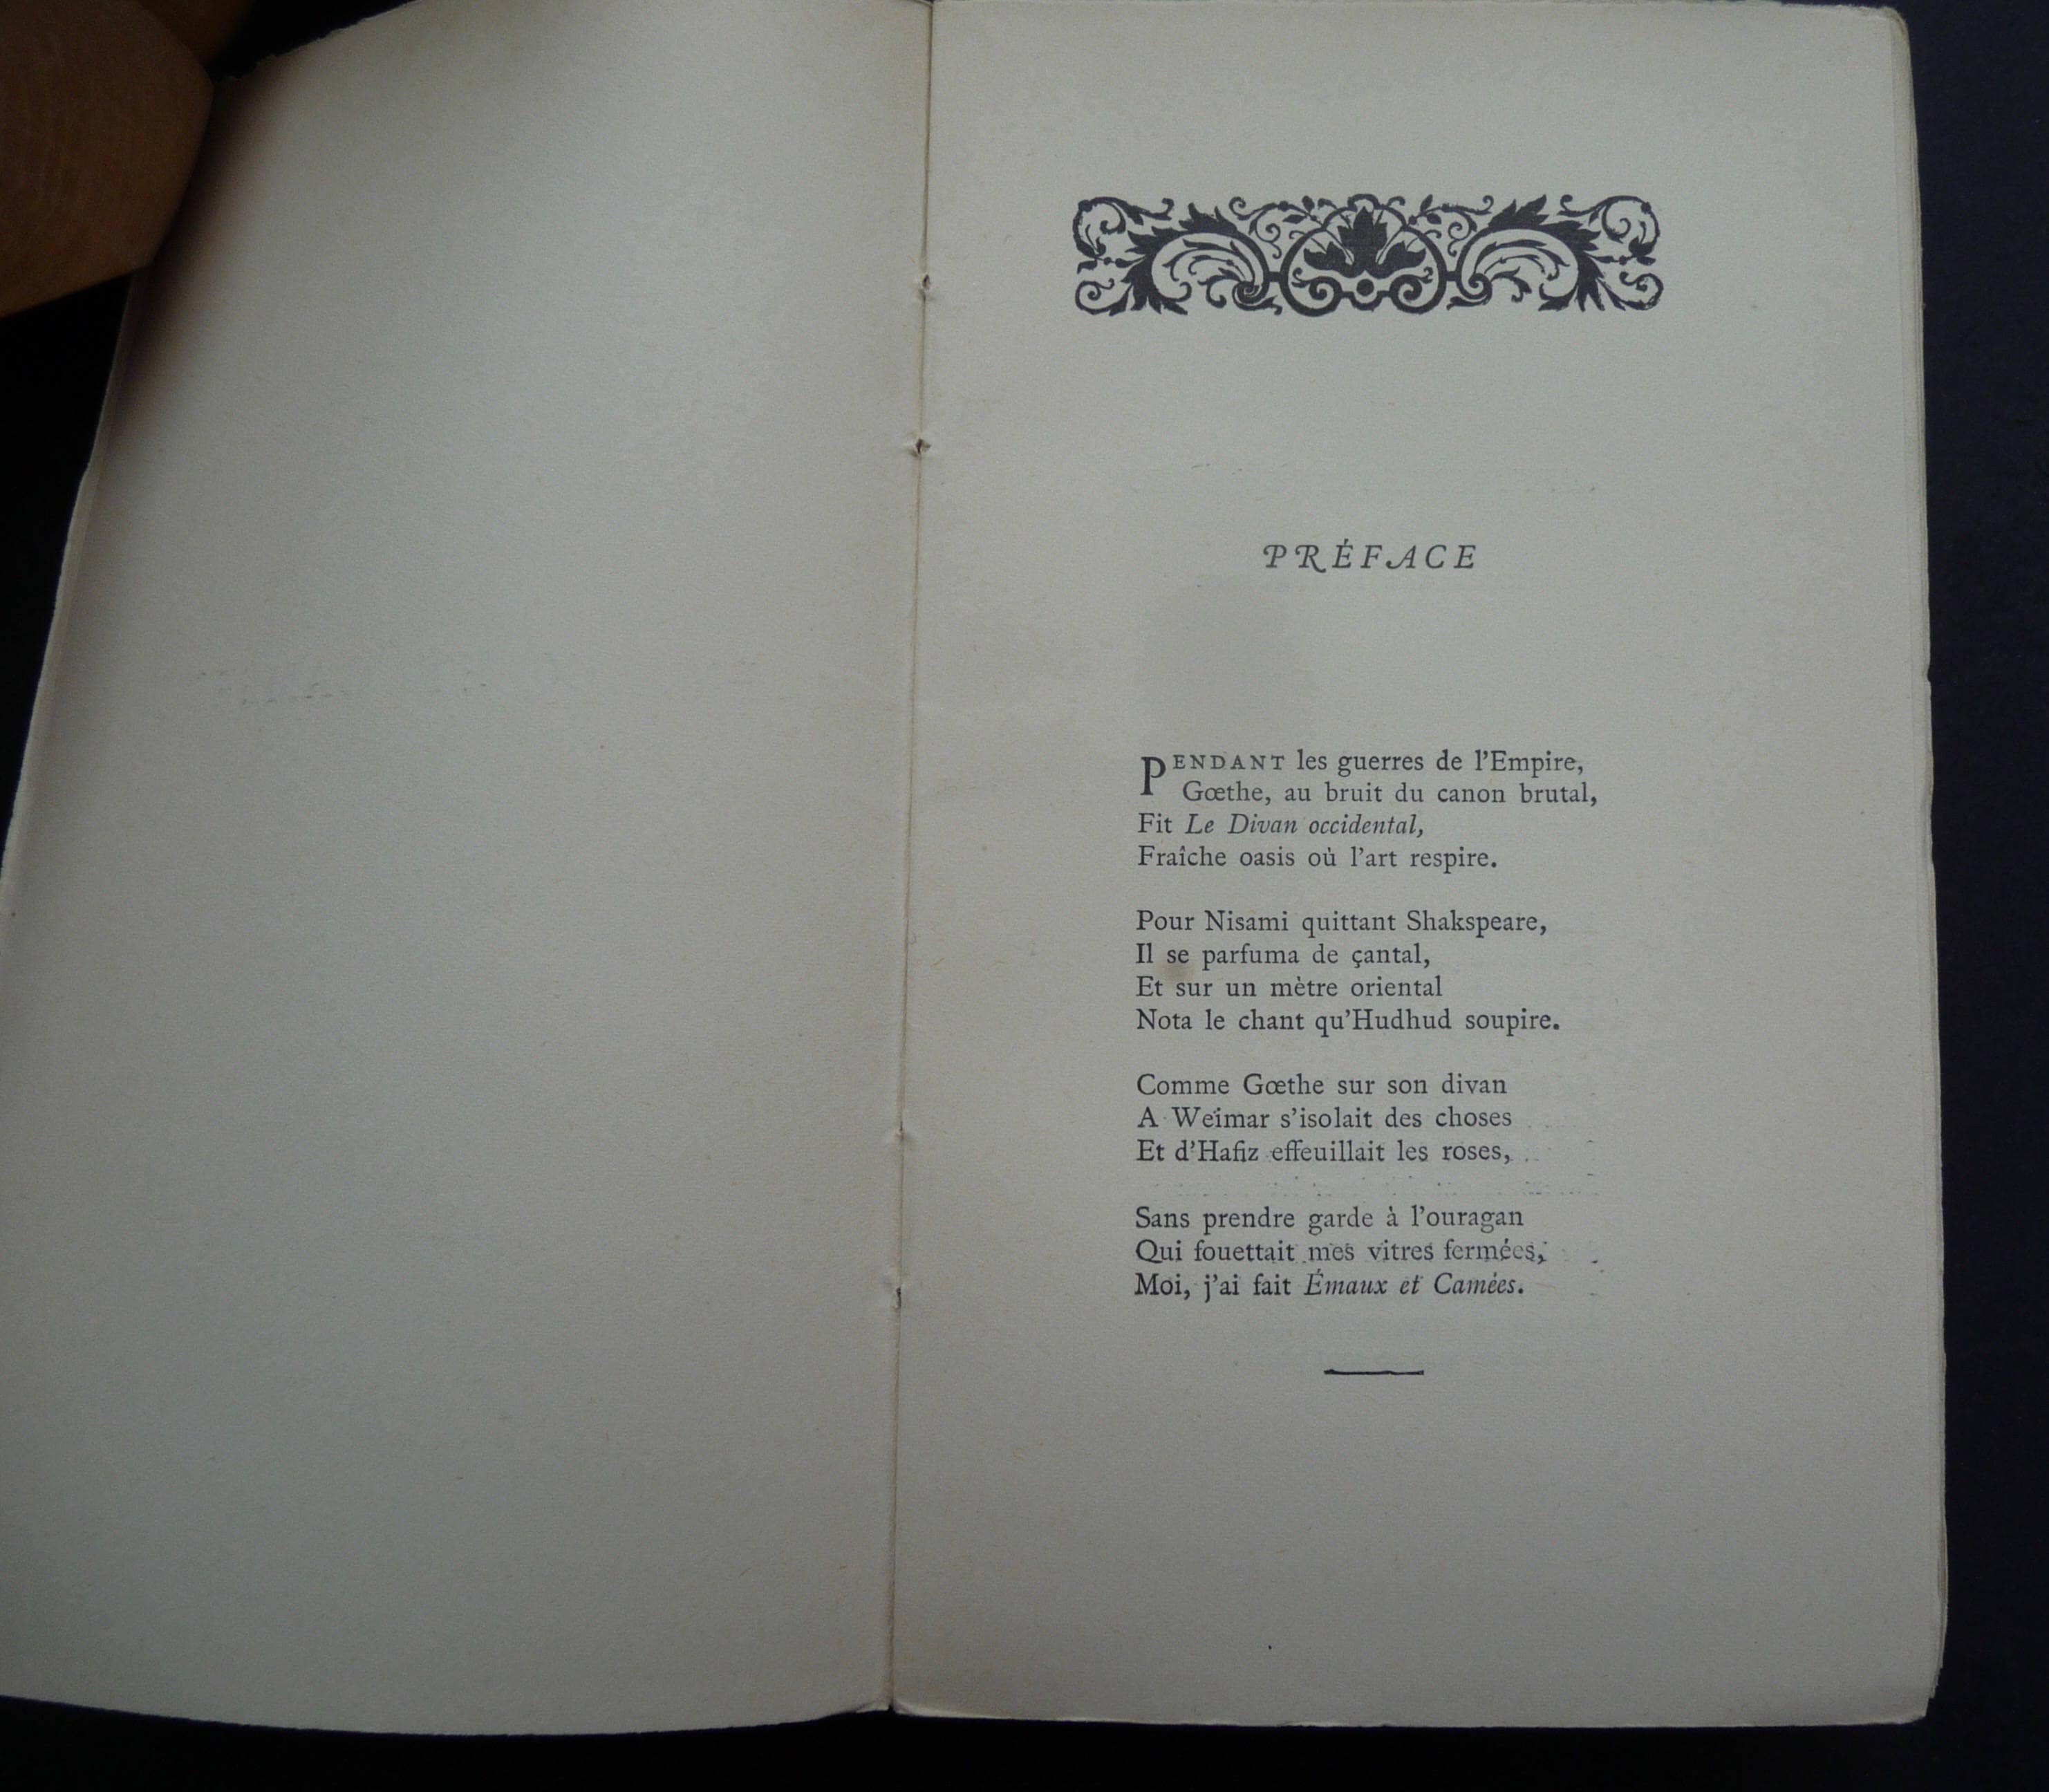 PRÉFACE
PENDANT les guerres de l'Empire,
Gœthe, au bruit du canon brutal,
Fit Le Divan occidental,
Fraîche oasis où l'art respire.
Pour Nisami quittant Shakspeare,
Il se parfuma de çantal,
Et sur un mètre oriental
Nota le chant qu'Hudhud soupire.
Comme Gœthe sur son divan
A Weimar s'isolait des choses
Et d'Hafiz effeuillait les roses,
Sans prendre garde à l'ouragan
Qui fouettait mes vitres fermées,
Moi, j'ai fait Émaux et Camées.